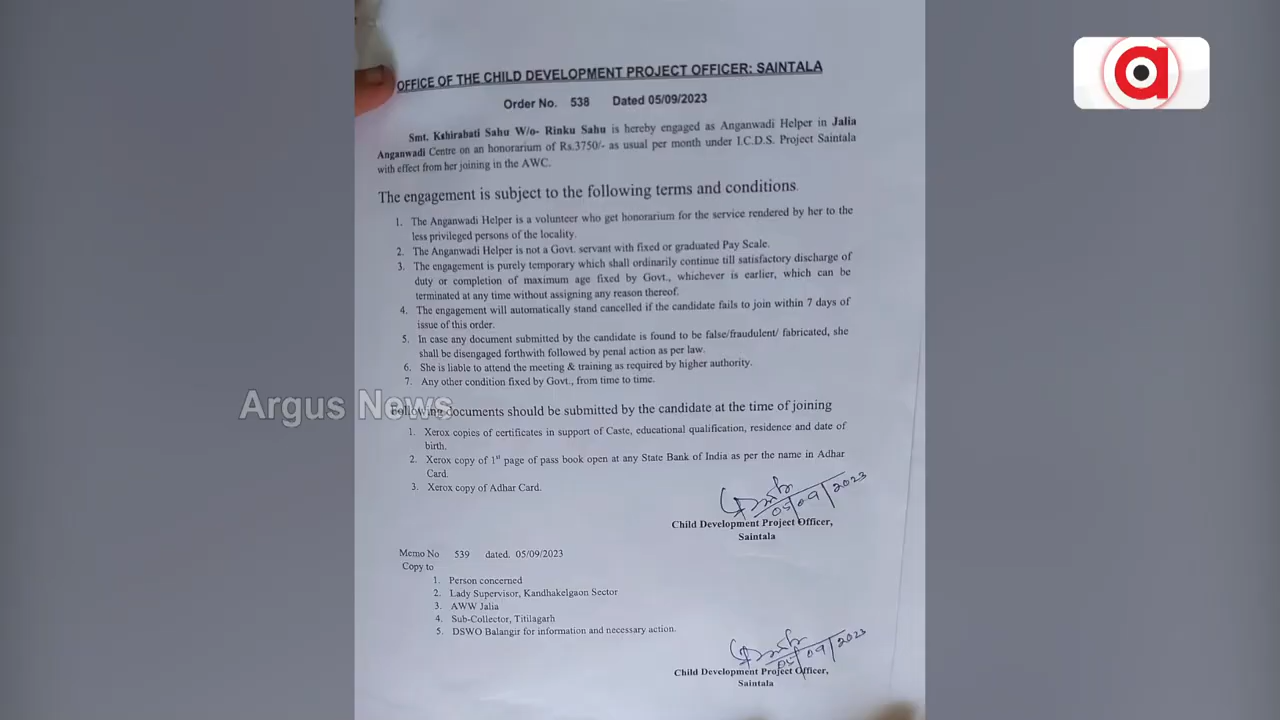 OFFICE OF THE CHILD DEVELOPMENT PROJECT OFFICER: SAINTALA
Order No. 538 Dated 05/09/2023
Smt. Kshirabati Sahu W/o- Rinku Sahu is hereby engaged as Anganwadi Helper in Jalia
Anganwadi Centre on an honorarium of Rs.3750/- as usual per month under I.C.D.S. Project Saintala
with effect from her joining in the AWC.
The engagement is subject to the following terms and conditions.
1. The Anganwadi Helper is a volunteer who get honorarium for the service rendered by her to the
less privileged persons of the locality.
2. The Anganwadi Helper is not a Govt. servant with fixed or graduated Pay Scale.
3. The engagement is purely temporary which shall ordinarily continue till satisfactory discharge of
duty or completion of maximum age fixed by Govt., whichever is earlier, which can be
terminated at any time without assigning any reason thereof.
4. The engagement will automatically stand cancelled if the candidate fails to join within 7 days of
issue of this order.
5. In case any document submitted by the candidate is found to be false/fraudulent/ fabricated, she
shall be disengaged forthwith followed by penal action as per law.
6. She is liable to attend the meeting & training as required by higher authority.
7. Any other condition fixed by Govt., from time to time.
Argus News
Following documents should be submitted by the candidate at the time of joining
1. Xerox copies of certificates in support of Caste, educational qualification, residence and date of
birth.
2. Xerox copy of 1st page of pass book open at any State Bank of India as per the name in Adhar
Card.
3. Xerox copy of Adhar Card.
05/09/2023
Child Development Project Officer,
Saintala
Memo No 539 dated. 05/09/2023
Copy to
1. Person concerned
2. Lady Supervisor, Kandhakelgaon Sector
3. AWW Jalia
4. Sub-Collector, Titilagarh
5. DSWO Balangir for information and necessary action.
05/09/2023
Child Development Project Officer,
Saintala